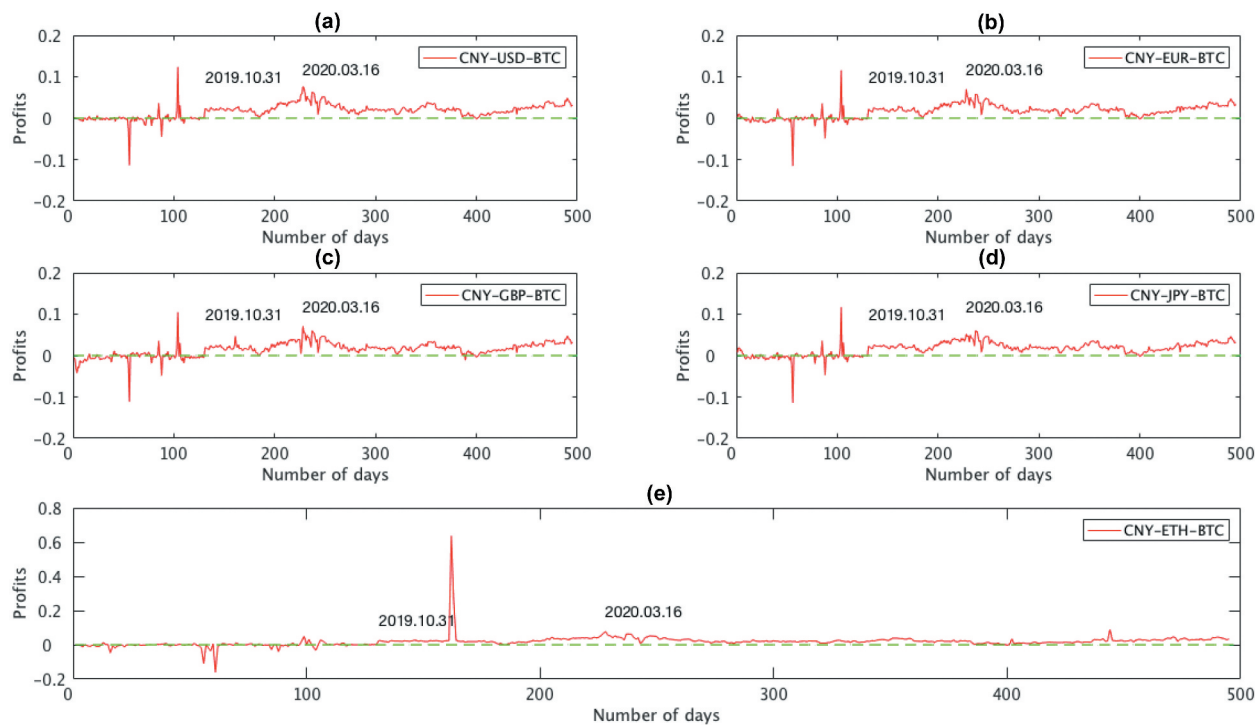 (a)
CNY-USD-BTC
2019.10.31
2020.03.16
Profits
0.2
0.1
0
-0.1
-0.2
0 100 200 300 400 500
Number of days
(b)
CNY-EUR-BTC
2019.10.31
2020.03.16
Profits
0.2
0.1
0
-0.1
-0.2
0 100 200 300 400 500
Number of days
(c)
CNY-GBP-BTC
2019.10.31
2020.03.16
Profits
0.2
0.1
0
-0.1
-0.2
0 100 200 300 400 500
Number of days
(d)
CNY-JPY-BTC
2019.10.31
2020.03.16
Profits
0.2
0.1
0
-0.1
-0.2
0 100 200 300 400 500
Number of days
(e)
CNY-ETH-BTC
2019.10.31
2020.03.16
Profits
0.8
0.6
0.4
0.2
0
-0.2
0 100 200 300 400 500
Number of days